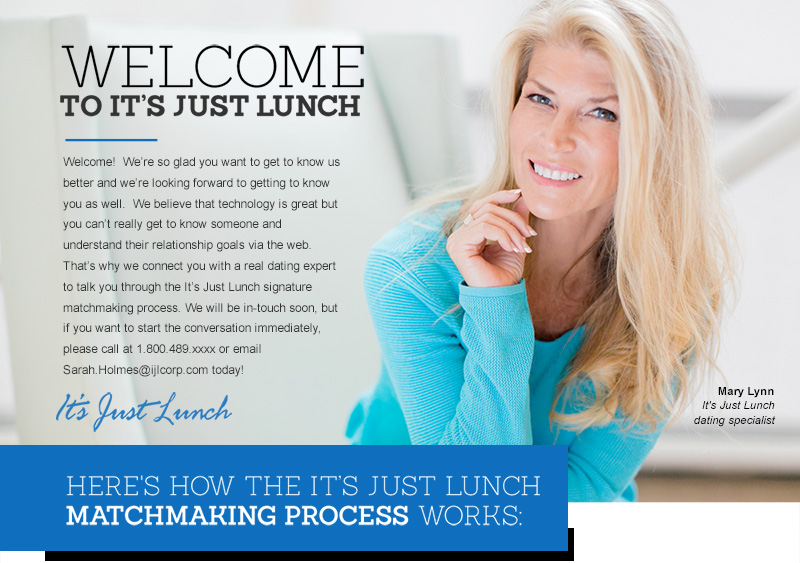 WELCOME
TO IT'S JUST LUNCH
Welcome!  We're so glad you want to get to know us
better and we're looking forward to getting to know
you as well.  We believe that technology is great but
you can't really get to know someone and
understand their relationship goals via the web.
That's why we connect you with a real dating expert
to talk you through the It's Just Lunch signature
matchmaking process. We will be in-touch soon, but
if you want to start the conversation immediately,
please call at 1.800.489.xxxx or email
Sarah.Holmes@ijlcorp.com today!
It's Just Lunch
Mary Lynn
It's Just Lunch
dating specialist
HERE'S HOW THE IT'S JUST LUNCH
MATCHMAKING PROCESS WORKS: